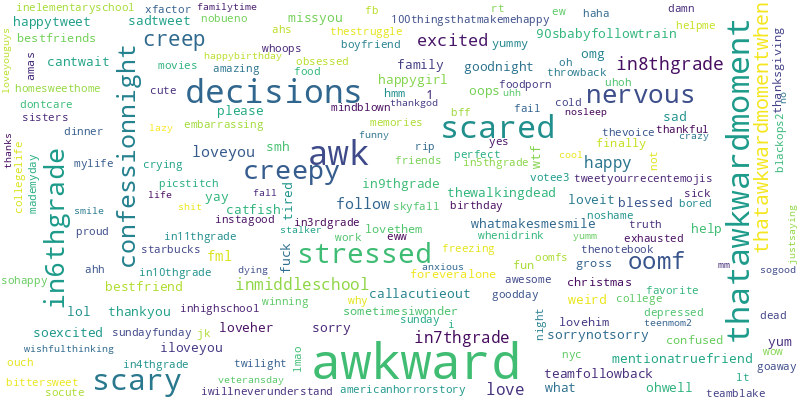 inelementaryschool
xfactor
familytime
fb
rt
ew
haha
damn
happytweet
sadtweet
nobueno
missyou
100thingsthatmakemehappy
helpme
bestfriends
creep
ahs
thestruggle
90sbabyfollowtrain
loveyouguys
whoops
boyfriend
excited
yummy
omg
cantwait
movies
happybirthday
obsessed
family
goodnight
oh
in8thgrade
amas
amazing
food
happygirl
throwback
thatawkwardmomentwhen
thanksgiving
homesweethome
cute
decisions
hmm
1
oops
foodporn
uhoh
nervous
no
dontcare
mindblown
thankgod
uhh
fail
cold
nosleep
blackops2
sisters
please
memories
bff
scared
sad
thatawkwardmoment
confessionnight
dinner
embarrassing
funny
thevoice
thankful
lazy
yes
crazy
thanks
collegelife
mademyday
in6thgrade
mylife
loveyou
smh
awk
rip
perfect
wtf
finally
crying
creepy
friends
in5thgrade
cool
happy
not
picstitch
tired
in9thgrade
votee3
tweetyourrecentemojis
life
yay
fall
follow
thewalkingdead
loveit
blessed
sick
bored
smile
shit
catfish
skyfall
birthday
noshame
proud
instagood
in3rdgrade
whatmakesmesmile
truth
help
justsaying
in11thgrade
stalker
lovethem
whenidrink
yumm
exhausted
starbucks
work
eww
freezing
thenotebook
fml
fuck
stressed
oomfs
oomf
sohappy
ahh
in10thgrade
dying
anxious
fun
gross
mm
sogood
bestfriend
inmiddleschool
foreveralone
awesome
christmas
favorite
winning
why
callacutieout
goodday
weird
college
lol
thankyou
inhighschool
sometimesiwonder
night
lovehim
depressed
dead
soexcited
sundayfunday
jk
loveher
sorry
sunday
i
in7thgrade
sorrynotsorry
teenmom2
confused
yum
wishfulthinking
iloveyou
lmao
awkward
nyc
mentionatruefriend
wow
ouch
in4thgrade
twilight
teamfollowback
goaway
bittersweet
scary
veteransday
lt
socute
iwillneverunderstand
americanhorrorstory
love
what
ohwell
teamblake